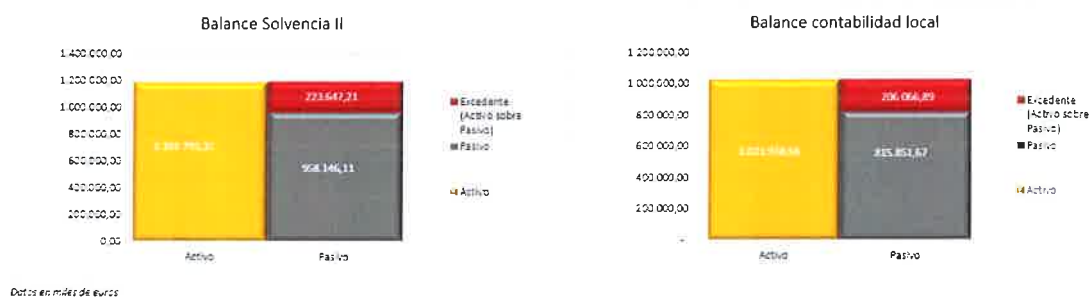 Balance Solvencia II
1.400.000,00
1.200.000,00
1.000.000,00
800.000,00
600.000,00
400.000,00
200.000,00
0,00
223.647,21
958.146,11
Activo
Pasivo
Excedente
(Activo sobre
Pasivo)
Pasivo
Activo
Datos en miles de euros
Balance contabilidad local
1.200.000,00
1.000.000,00
800.000,00
600.000,00
400.000,00
200.000,00
-
206.066,89
815.851,67
Activo
Pasivo
Excedente
(Activo sobre
Pasivo)
Pasivo
Activo